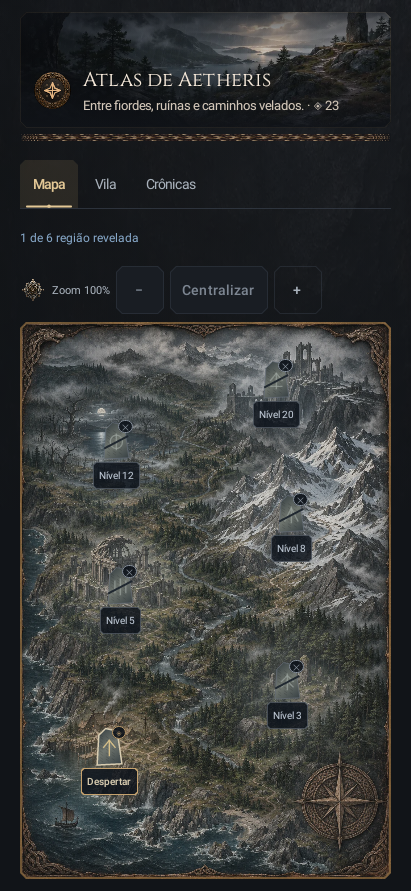 Atlas de Aetheris
Entre fiordes, ruínas e caminhos velados. · ◈ 23
Mapa
Vila
Crônicas
1 de 6 região revelada
Zoom 100%
−
Centralizar
+
Nível 20
Nível 12
Nível 8
Nível 5
Nível 3
Despertar